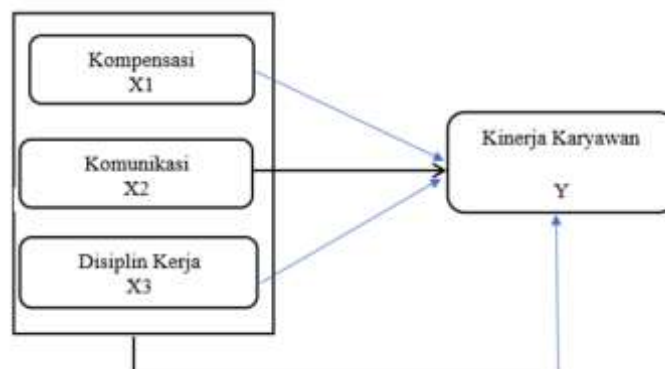 Kompensasi
X1
Komunikasi
X2
Disiplin Kerja
X3
Kinerja Karyawan
Y